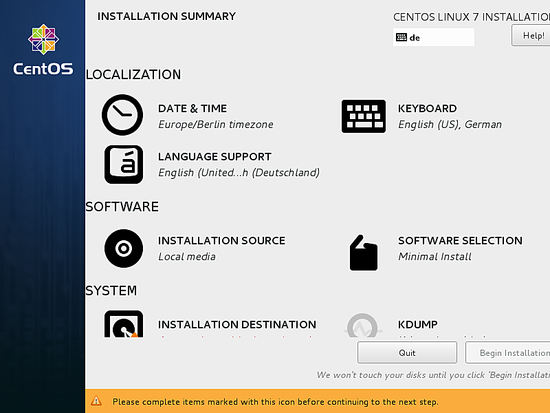 INSTALLATION SUMMARY
CENTOS LINUX 7 INSTALLATIO
de
Help!
CentOS
LOCALIZATION
DATE & TIME
Europe/Berlin timezone
KEYBOARD
English (US), German
LANGUAGE SUPPORT
English (United...h (Deutschland)
SOFTWARE
INSTALLATION SOURCE
Local media
SOFTWARE SELECTION
Minimal Install
SYSTEM
INSTALLATION DESTINATION
KDUMP
Quit
Begin Installation
We won't touch your disks until you click 'Begin Installati
Please complete items marked with this icon before continuing to the next step.